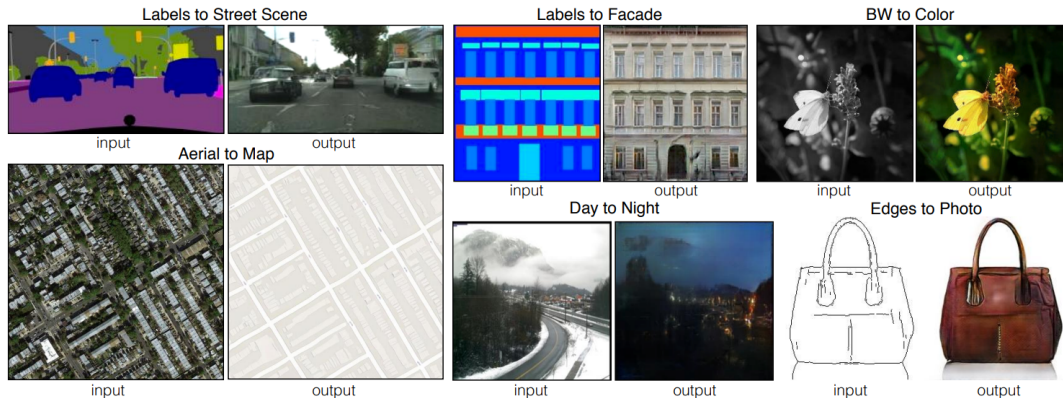 Labels to Street Scene
input
output
Aerial to Map
input
output
Labels to Facade
input
output
BW to Color
input
output
Day to Night
input
output
Edges to Photo
input
output